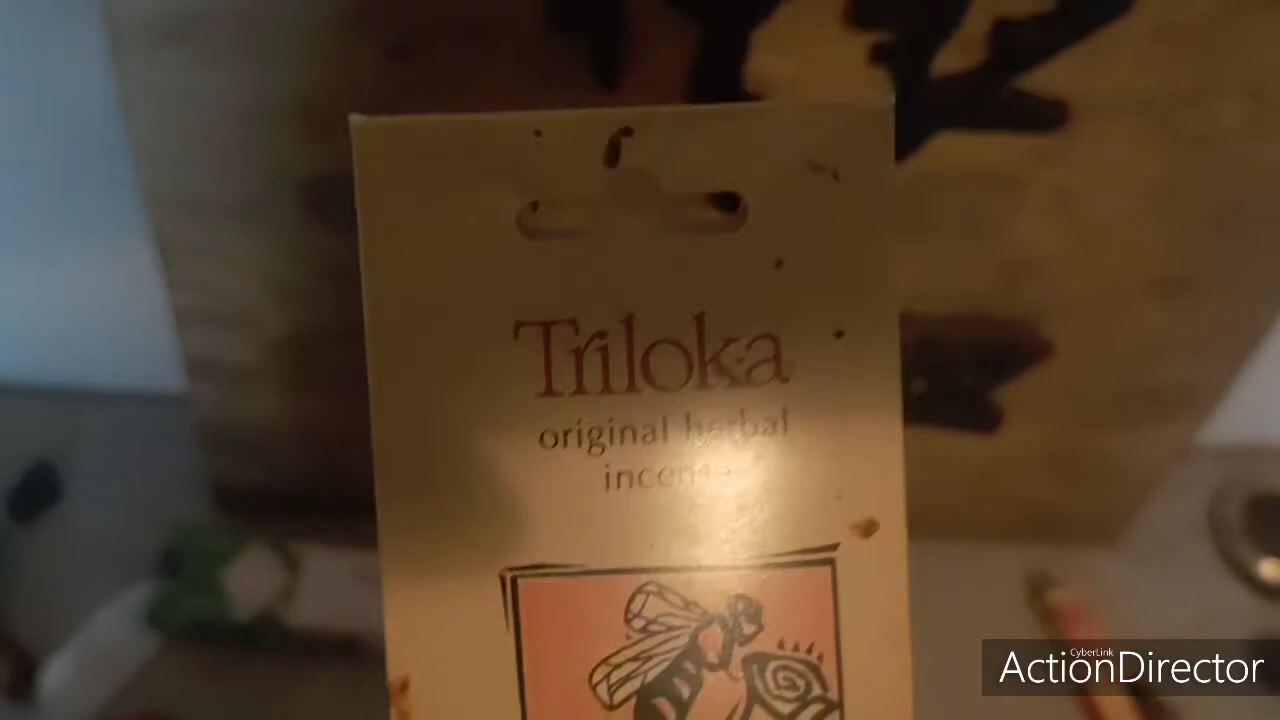 Triloka
original herbal
incense
CyberLink
ActionDirector